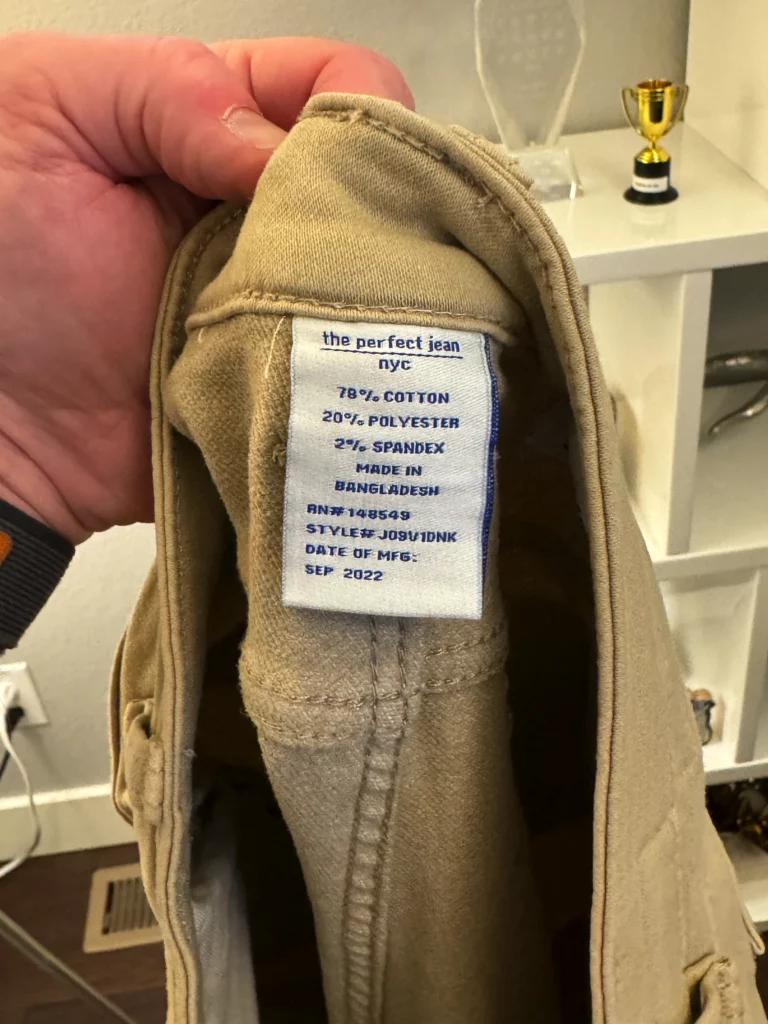 the perfect jean
nyc
78% COTTON
20% POLYESTER
2% SPANDEX
MADE IN
BANGLADESH
RN# 148549
STYLE# J09V1DNK
DATE OF MFG:
SEP 2022